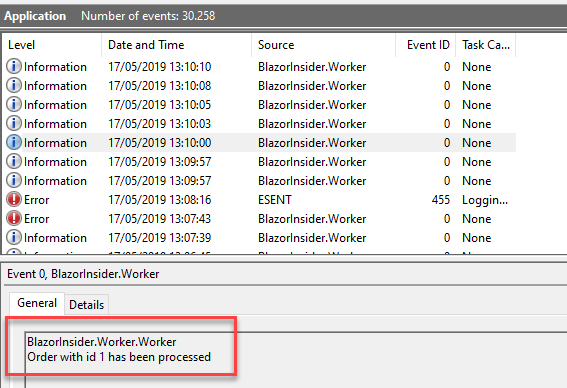 Application Number of events: 30.258
Level Date and Time Source Event ID Task Ca...
Information 17/05/2019 13:10:10 BlazorInsider.Worker 0 None
Information 17/05/2019 13:10:08 BlazorInsider.Worker 0 None
Information 17/05/2019 13:10:05 BlazorInsider.Worker 0 None
Information 17/05/2019 13:10:03 BlazorInsider.Worker 0 None
Information 17/05/2019 13:10:00 BlazorInsider.Worker 0 None
Information 17/05/2019 13:09:57 BlazorInsider.Worker 0 None
Information 17/05/2019 13:09:57 BlazorInsider.Worker 0 None
Error 17/05/2019 13:08:16 ESENT 455 Loggin...
Error 17/05/2019 13:07:43 BlazorInsider.Worker 0 None
Information 17/05/2019 13:07:39 BlazorInsider.Worker 0 None
Event 0, BlazorInsider.Worker
General Details
BlazorInsider.Worker.Worker
Order with id 1 has been processed